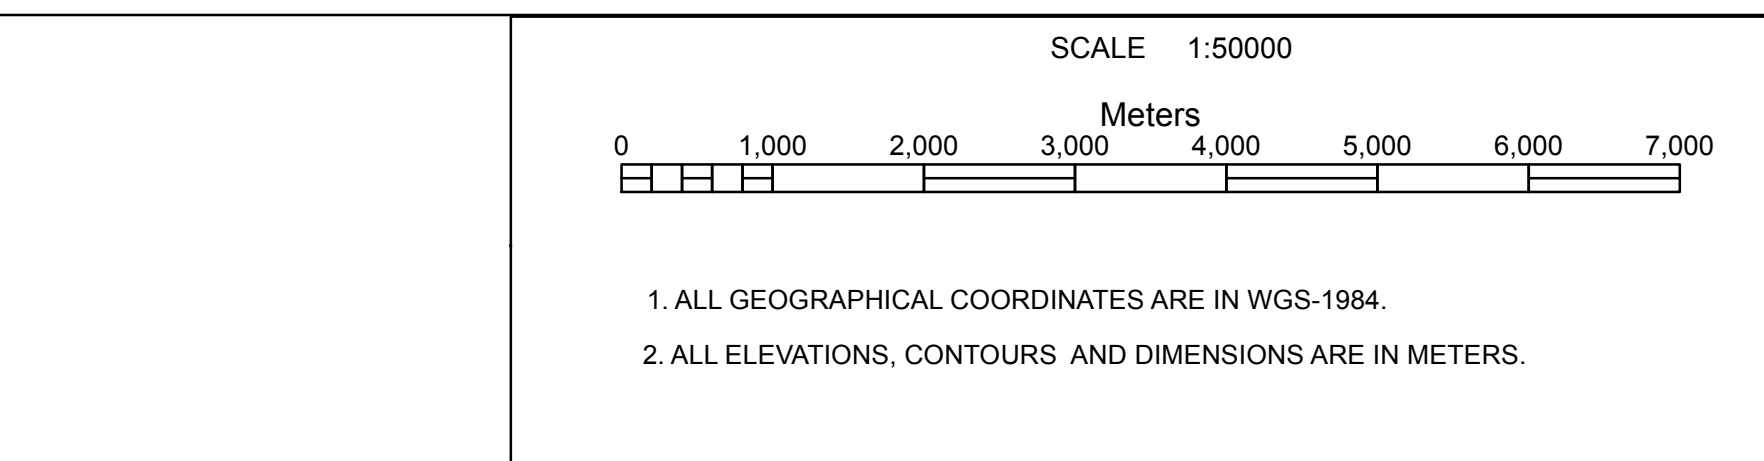 SCALE 1:50000
Meters
0 1,000 2,000 3,000 4,000 5,000 6,000 7,000
1. ALL GEOGRAPHICAL COORDINATES ARE IN WGS-1984.
2. ALL ELEVATIONS, CONTOURS AND DIMENSIONS ARE IN METERS.